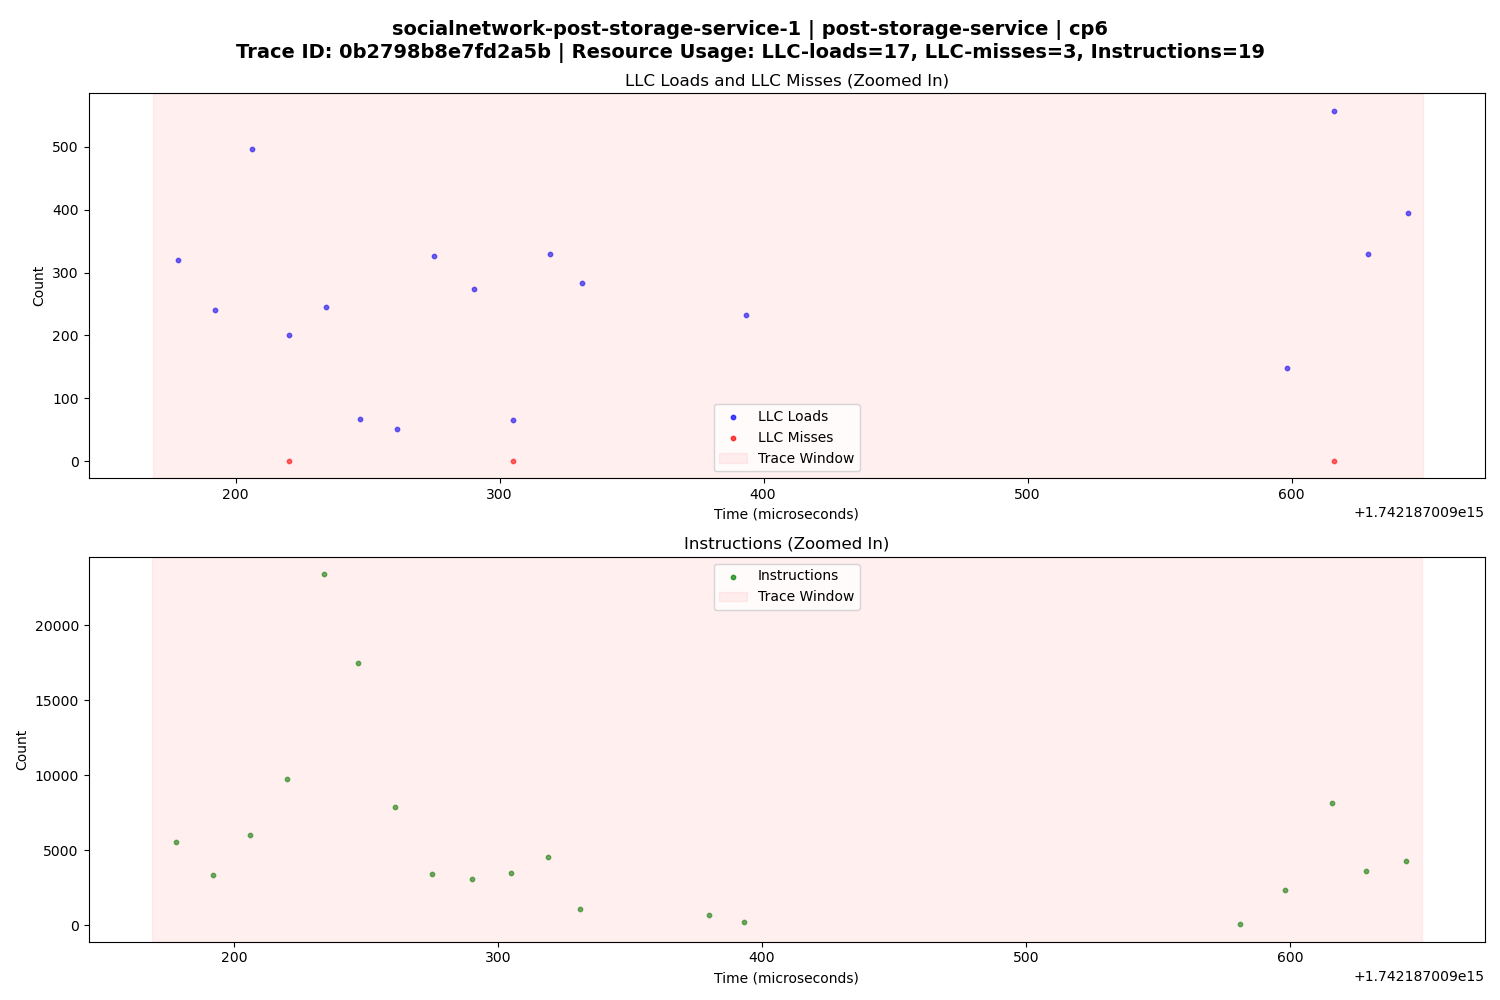 socialnetwork-post-storage-service-1 | post-storage-service | cp6
Trace ID: 0b2798b8e7fd2a5b | Resource Usage: LLC-loads=17, LLC-misses=3, Instructions=19
LLC Loads and LLC Misses (Zoomed In)
Count
500
400
300
200
100
0
LLC Loads
LLC Misses
Trace Window
200 300 400 500 600
Time (microseconds)
+1.742187009e15
Instructions (Zoomed In)
Count
20000
15000
10000
5000
0
Instructions
Trace Window
200 300 400 500 600
Time (microseconds)
+1.742187009e15